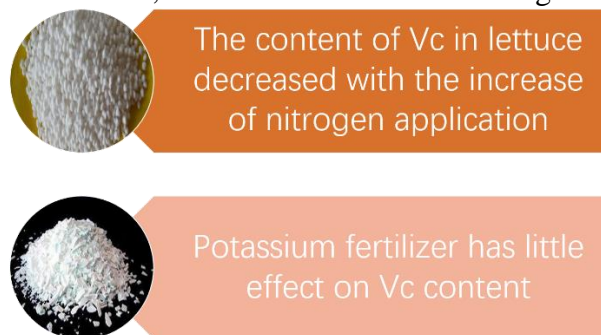 The content of Vc in lettuce
decreased with the increase
of nitrogen application
Potassium fertilizer has little
effect on Vc content